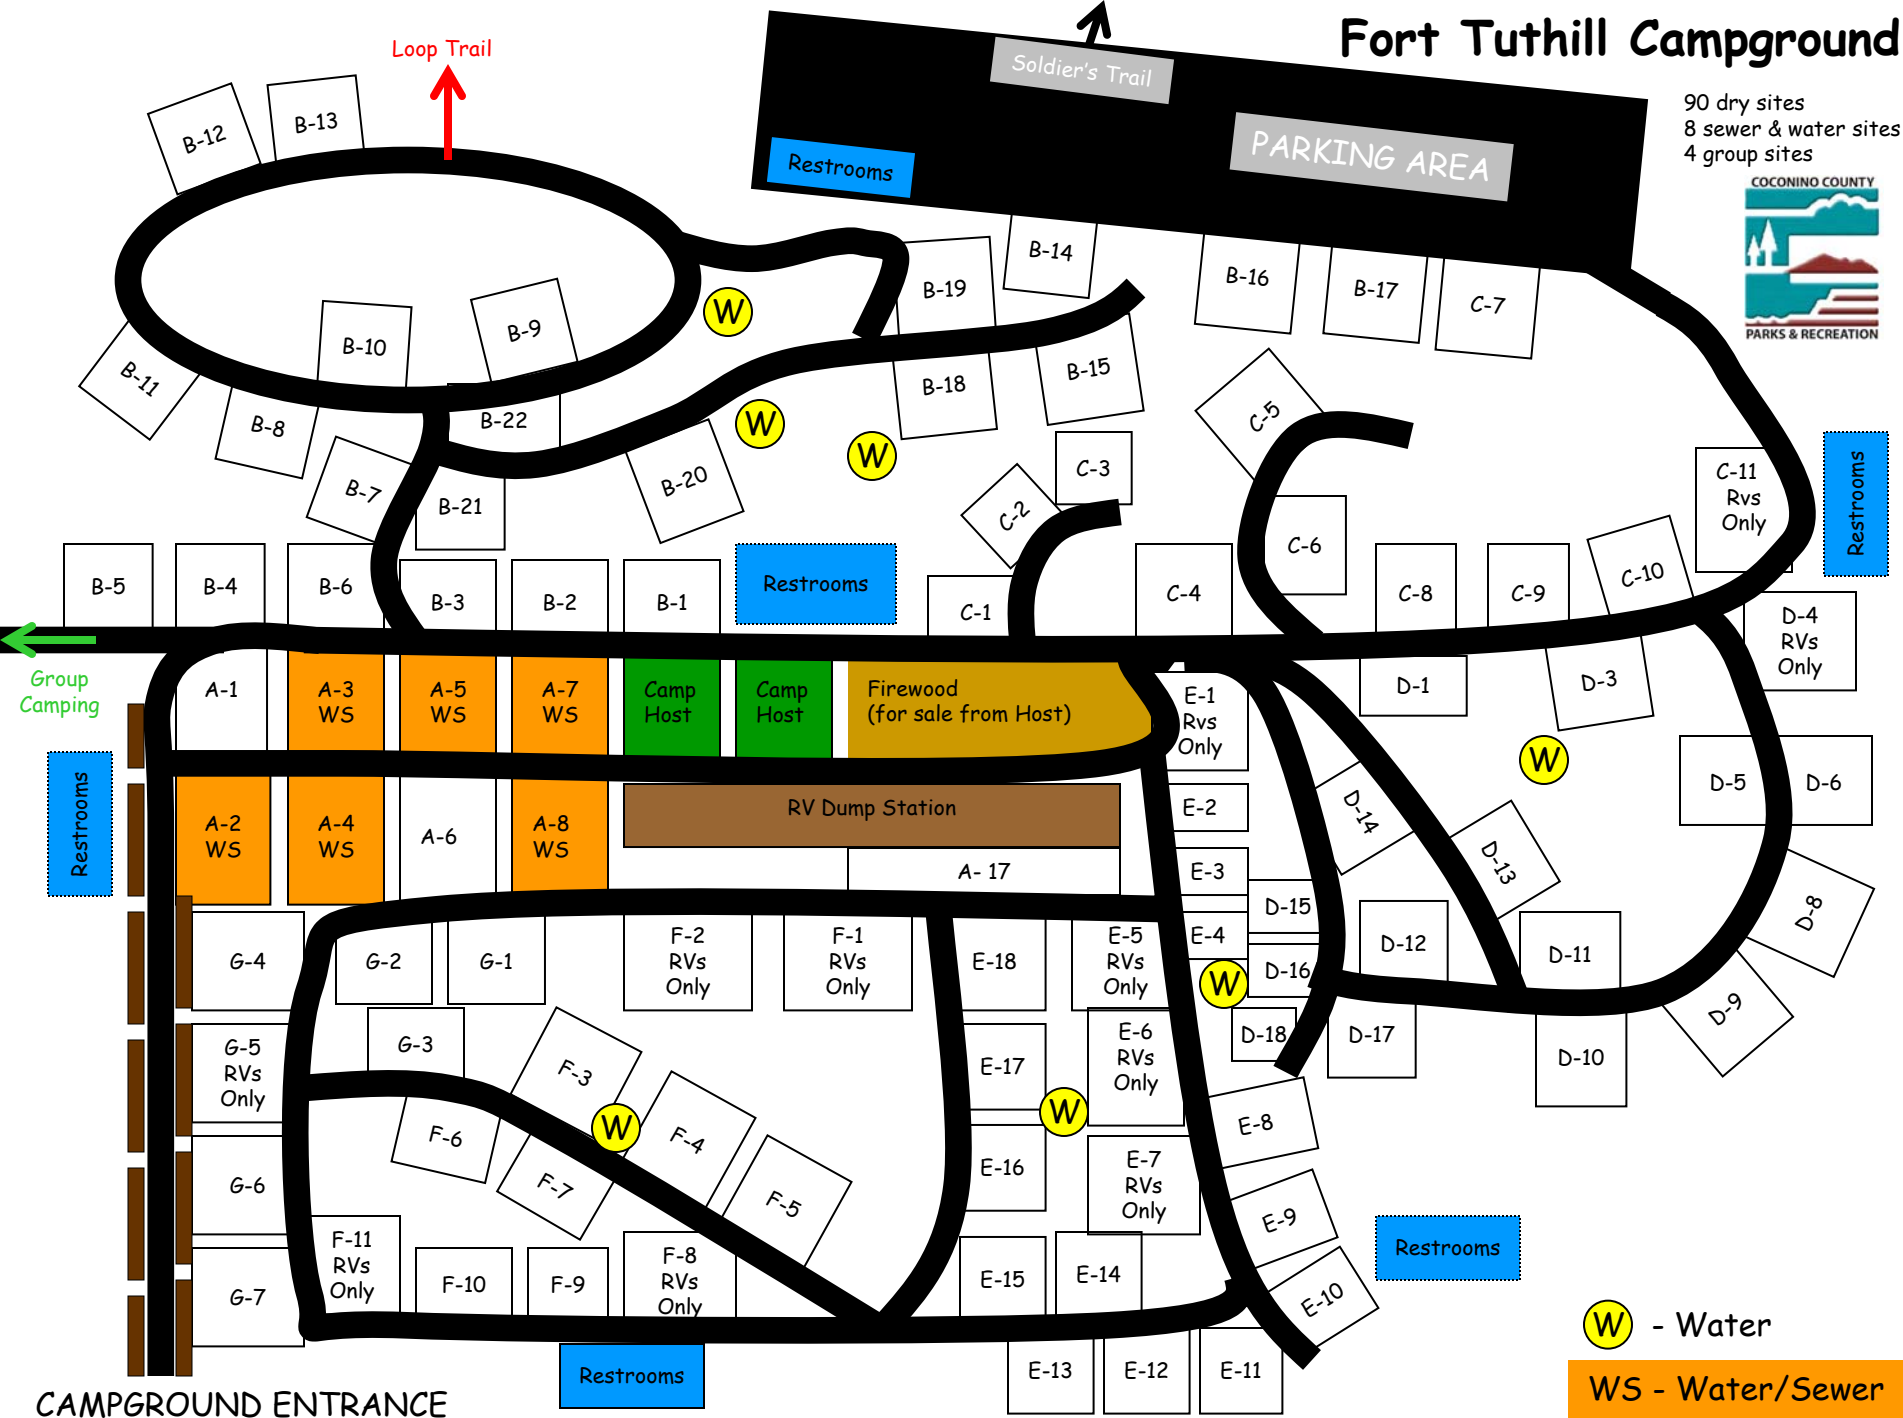 Fort Tuthill Campground
90 dry sites
8 sewer & water sites
4 group sites
COCONINO COUNTY
PARKS & RECREATION
Loop Trail
Soldier's Trail
PARKING AREA
Restrooms
B-12
B-13
B-14
B-19
B-16
B-17
C-7
W
B-10
B-9
B-11
B-8
B-22
B-18
B-15
W
W
C-5
B-7
B-21
B-20
C-2
C-3
C-11
Rvs
Only
Restrooms
B-5
B-4
B-6
B-3
B-2
B-1
Restrooms
C-1
C-4
C-6
C-8
C-9
C-10
D-4
RVs
Only
Group
Camping
A-1
A-3
WS
A-5
WS
A-7
WS
Camp
Host
Camp
Host
Firewood
(for sale from Host)
E-1
Rvs
Only
D-1
D-3
W
D-5
D-6
Restrooms
A-2
WS
A-4
WS
A-6
A-8
WS
RV Dump Station
A- 17
E-2
E-3
D-14
D-13
D-15
E-4
D-16
W
D-12
D-11
D-8
D-9
G-4
G-2
G-1
F-2
RVs
Only
F-1
RVs
Only
E-18
E-5
RVs
Only
G-3
G-5
RVs
Only
F-3
W
F-4
F-6
F-7
F-5
E-17
W
E-6
RVs
Only
D-18
D-17
D-10
E-8
G-6
E-16
E-7
RVs
Only
E-9
Restrooms
G-7
F-11
RVs
Only
F-10
F-9
F-8
RVs
Only
E-15
E-14
E-10
Restrooms
E-13
E-12
E-11
W - Water
WS - Water/Sewer
CAMPGROUND ENTRANCE